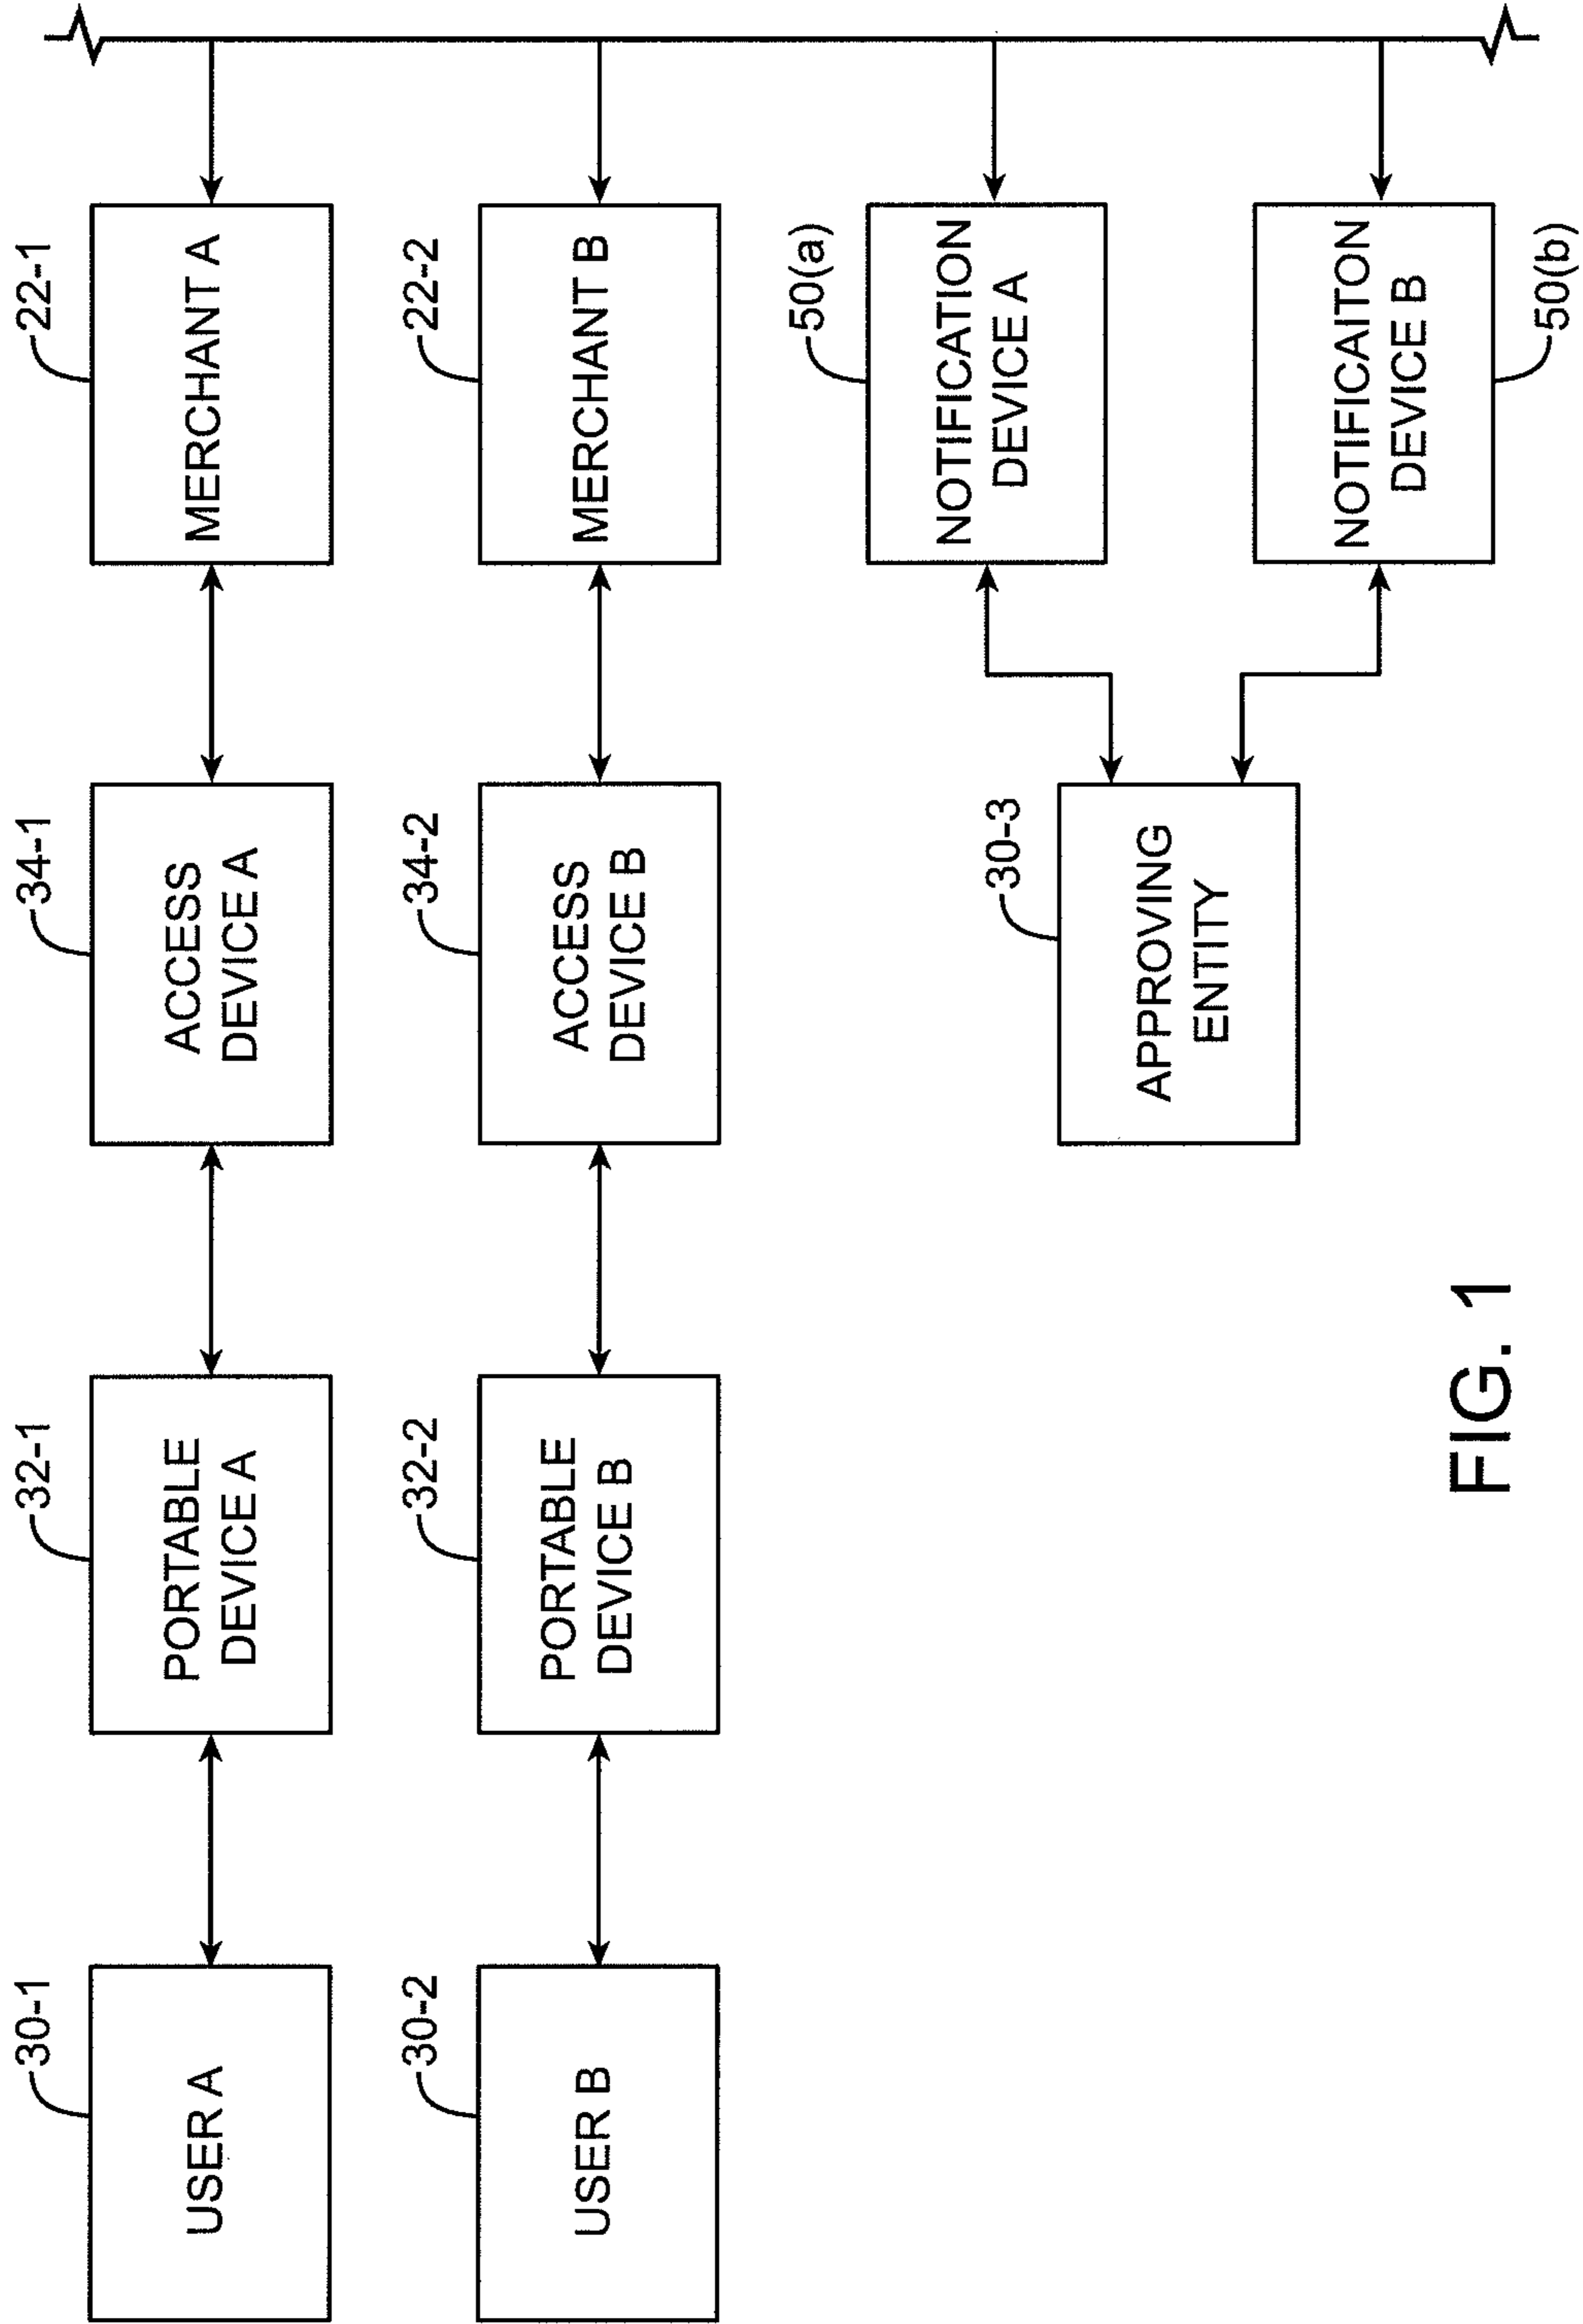 30-1
USER A
32-1
PORTABLE
DEVICE A
34-1
ACCESS
DEVICE A
22-1
MERCHANT A
30-2
USER B
32-2
PORTABLE
DEVICE B
34-2
ACCESS
DEVICE B
22-2
MERCHANT B
50(a)
NOTIFICATION
DEVICE A
30-3
APPROVING
ENTITY
NOTIFICAITON
DEVICE B
50(b)
FIG. 1